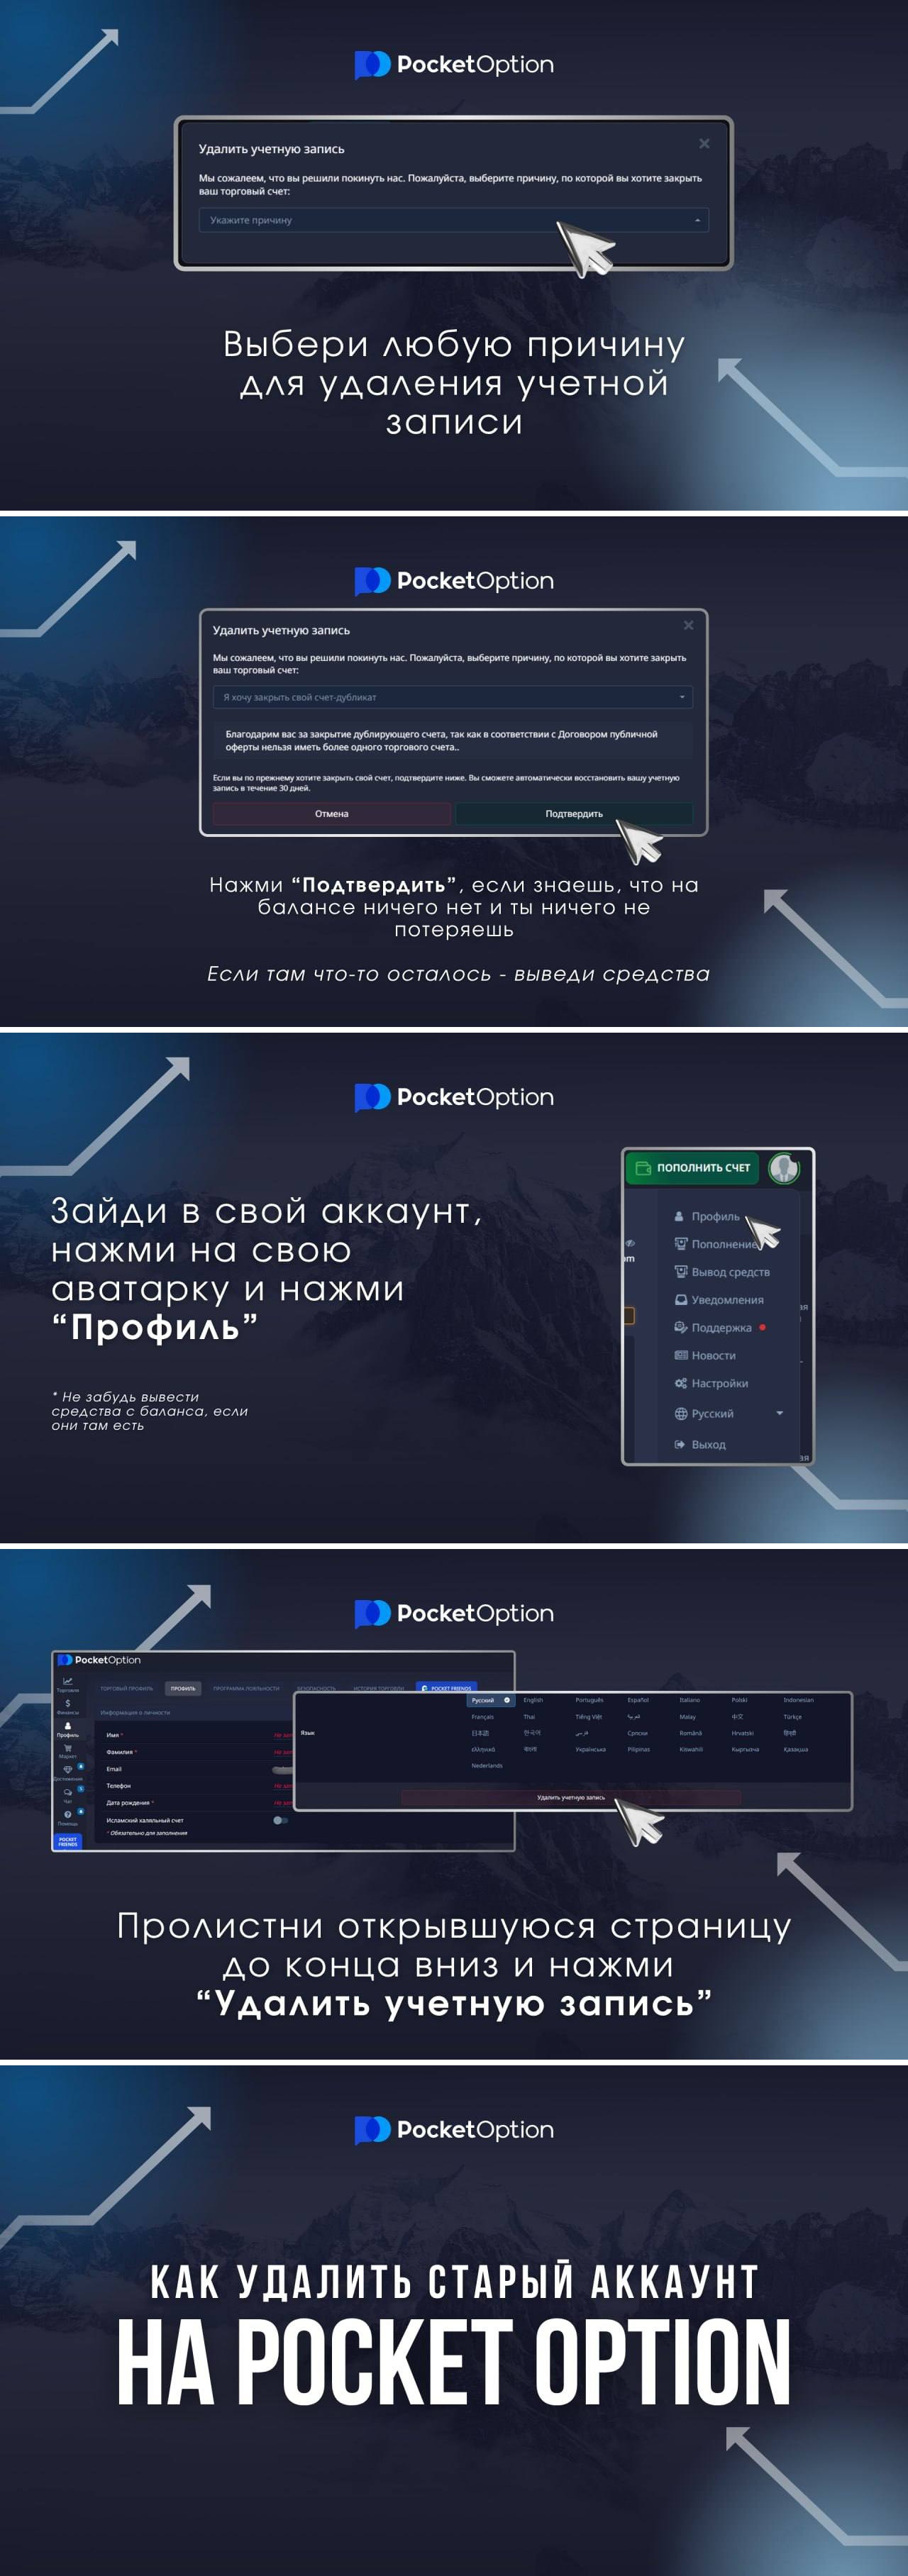 PocketOption
Удалить учетную запись
Мы сожалеем, что вы решили покинуть нас. Пожалуйста, выберите причину, по которой вы хотите закрыть
ваш торговый счет:
Укажите причину
Выбери любую причину
для удаления учетной
записи
PocketOption
Удалить учетную запись
Мы сожалеем, что вы решили покинуть нас. Пожалуйста, выберите причину, по которой вы хотите закрыть
ваш торговый счет:
Я хочу закрыть свой счет-дубликат
Благодарим вас за закрытие дублирующего счета, так как в соответствии с Договором публичной
оферты нельзя иметь более одного торгового счета..
Если вы по прежнему хотите закрыть свой счет, подтвердите ниже. Вы сможете автоматически восстановить вашу учетную
запись в течение 30 дней.
Отмена
Подтвердить
Нажми “Подтвердить”, если знаешь, что на
балансе ничего нет и ты ничего не
потеряешь
Если там что-то осталось - выведи средства
PocketOption
Зайди в свой аккаунт,
нажми на свою
аватарку и нажми
“Профиль”
* Не забудь вывести
средства с баланса, если
они там есть
ПОПОЛНИТЬ СЧЕТ
Профиль
Пополнение
om
Вывод средств
Уведомления
ая
Поддержка
Новости
Настройки
Русский
Выход
ая
PocketOption
PocketOption
ТОРГОВЫЙ ПРОФИЛЬ
ПРОФИЛЬ
ПРОГРАММА ЛОЯЛЬНОСТИ
БЕЗОПАСНОСТЬ
ИСТОРИЯ ТОРГОВЛИ
POCKET FRIENDS
Торговля
Финансы
Профиль
Маркет
Достижения
Чат
Помощь
POCKET
FRIENDS
Информация о личности
Имя *
Фамилия *
Email
Телефон
Дата рождения *
Исламский халяльный счет
* Обязательно для заполнения
Язык
Русский
English
Português
Español
Italiano
Polski
Indonesian
Français
Thai
Tiếng Việt
العربية
Malay
中文
Türkçe
日本語
한국어
فارسی
Српски
Română
Hrvatski
हिन्दी
ελληνικά
বাংলা
Українська
Pilipinas
Kiswahili
Кыргызча
Қазақша
Nederlands
Удалить учетную запись
Пролистни открывшуюся страницу
до конца вниз и нажми
“Удалить учетную запись”
PocketOption
КАК УДАЛИТЬ СТАРЫЙ АККАУНТ
НА POCKET OPTION